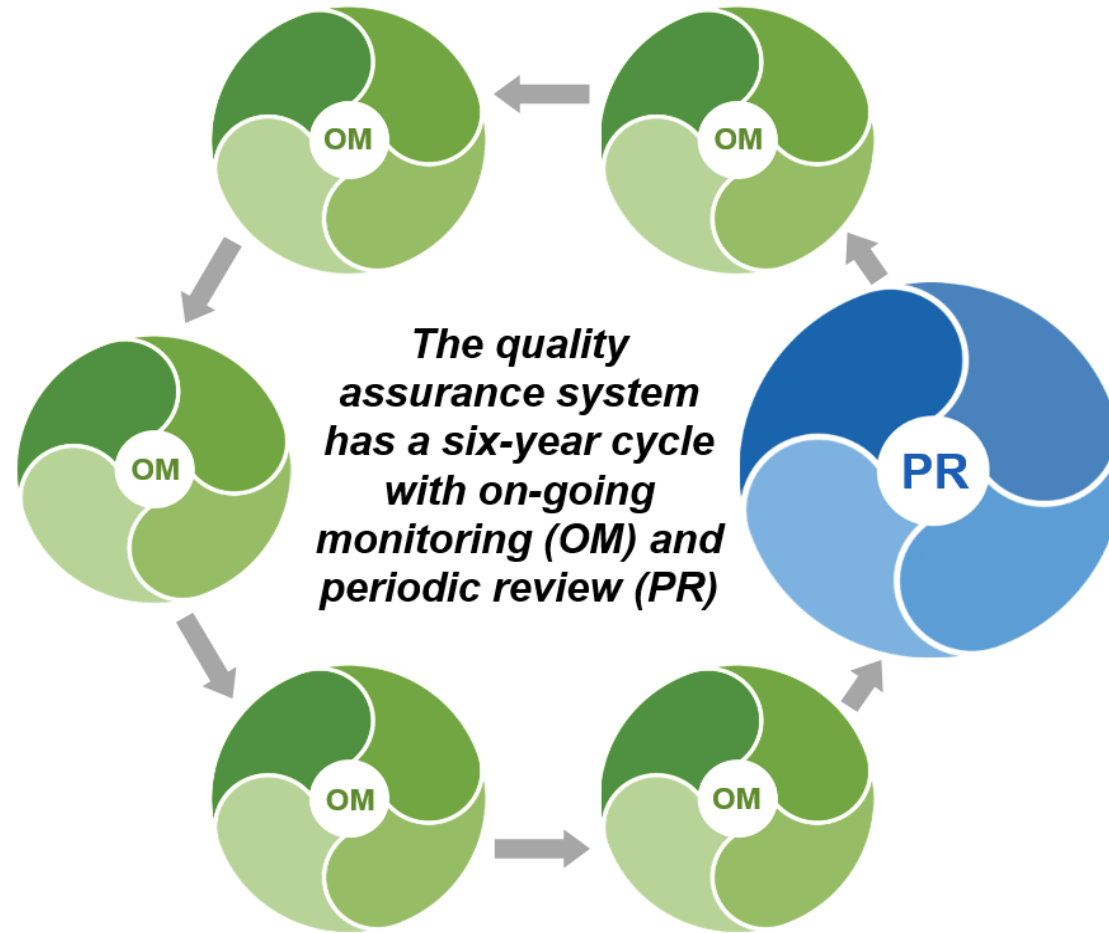 OM
OM
OM
The quality
assurance system
has a six-year cycle
with on-going
monitoring (OM) and
periodic review (PR)
PR
OM
OM